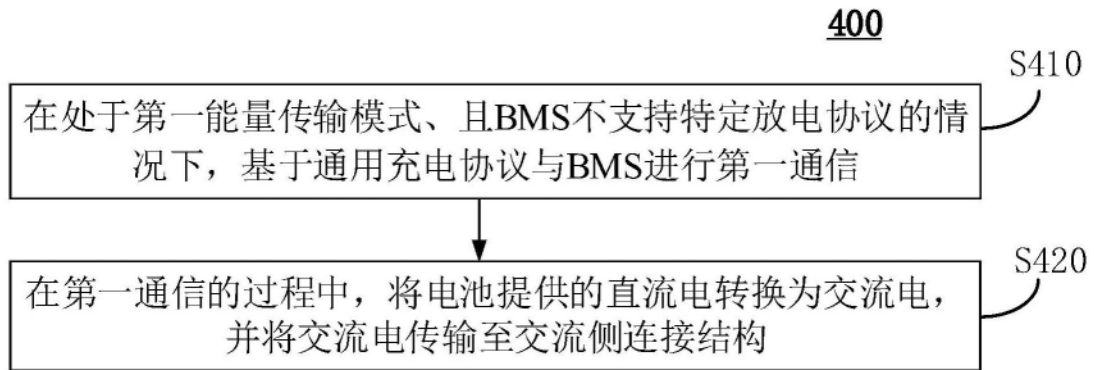 400
S410
在处于第一能量传输模式、且BMS不支持特定放电协议的情
况下，基于通用充电协议与BMS进行第一通信
S420
在第一通信的过程中，将电池提供的直流电转换为交流电，
并将交流电传输至交流侧连接结构